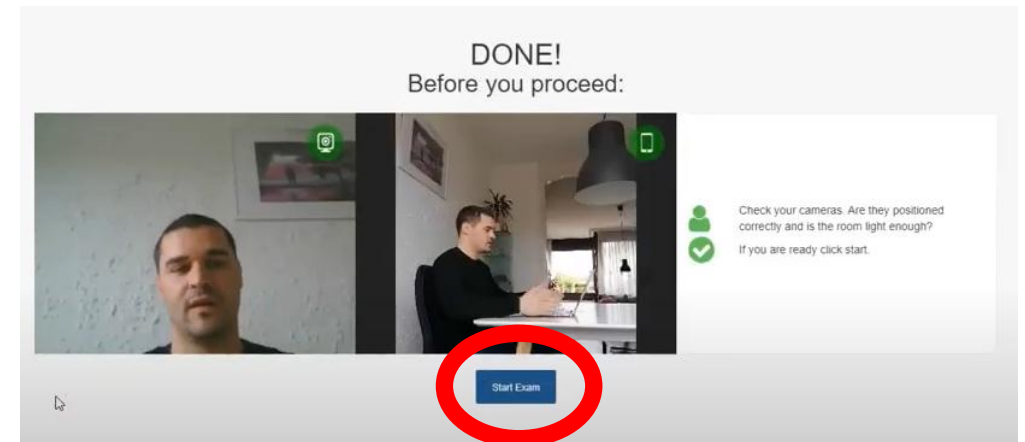 DONE!
Before you proceed:
Check your cameras. Are they positioned
correctly and is the room light enough?
If you are ready click start.
Start Exam